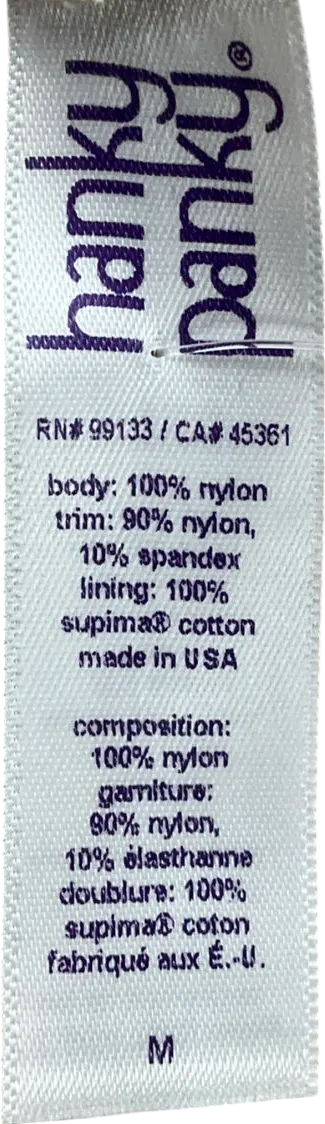 hanky
panky®
RN# 99133 / CA# 45361
body: 100% nylon
trim: 90% nylon,
10% spandex
lining: 100%
supima® cotton
made in USA
composition:
100% nylon
garniture:
90% nylon,
10% élasthanne
doublure: 100%
supima® coton
fabriqué aux É.-U.
M